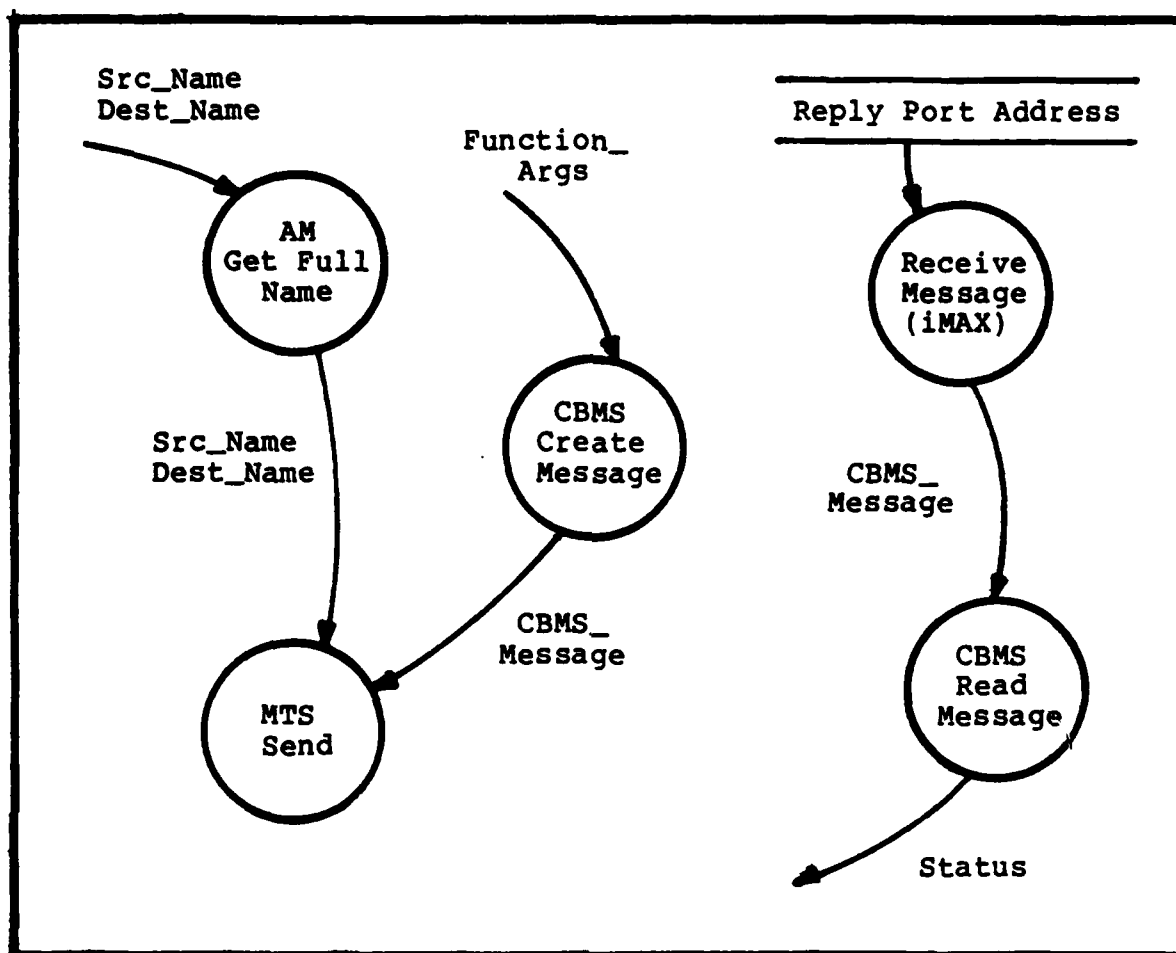 Src_Name
Dest_Name
AM
Get Full
Name
Src_Name
Dest_Name
MTS
Send
Function_
Args
CBMS
Create
Message
CBMS_
Message
Reply Port Address
Receive
Message
(iMAX)
CBMS_
Message
CBMS
Read
Message
Status